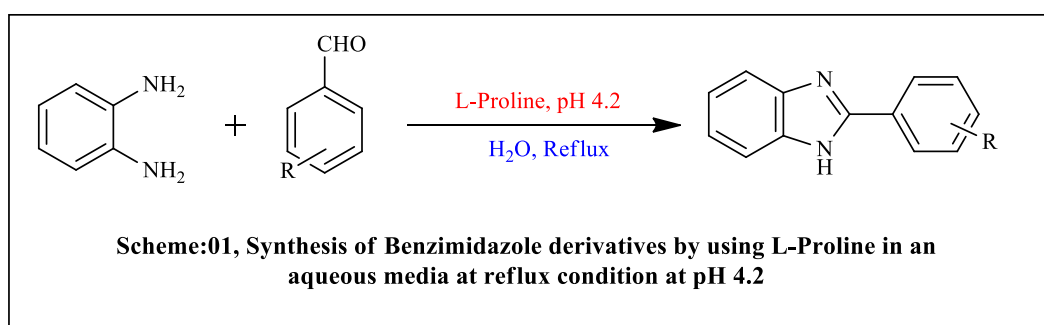 CHO
NH₂
NH₂
+
R
L-Proline, pH 4.2
H₂O, Reflux
N
N
H
R
Scheme:01, Synthesis of Benzimidazole derivatives by using L-Proline in an
aqueous media at reflux condition at pH 4.2